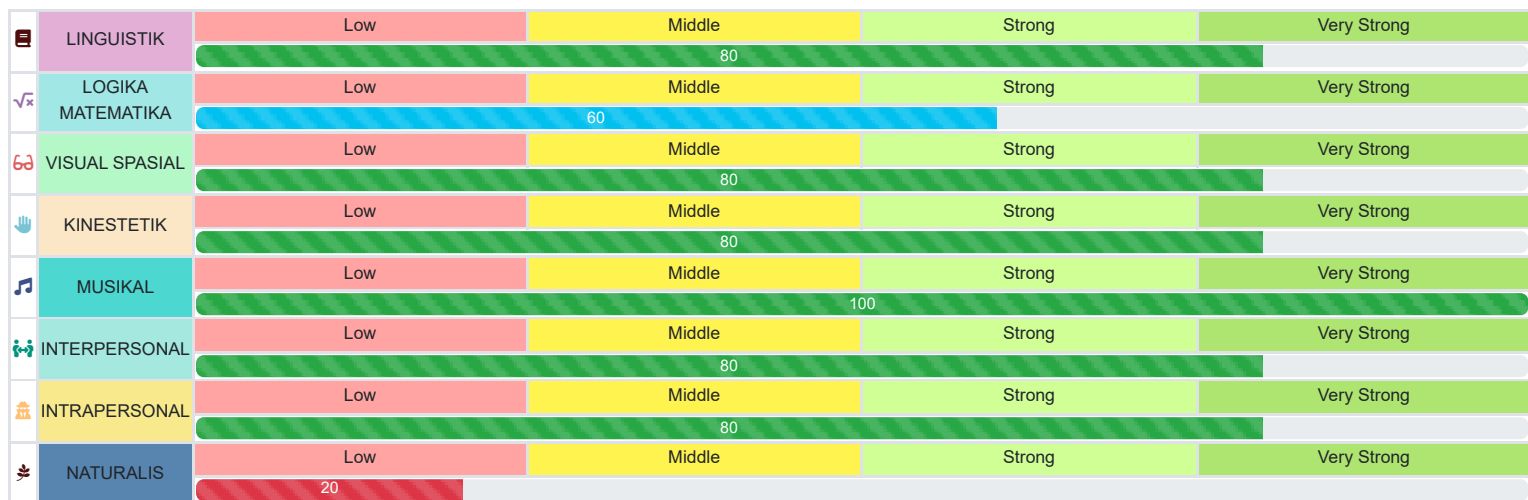 Low Middle Strong Very Strong
LINGUISTIK
80
Low Middle Strong Very Strong
LOGIKA
MATEMATIKA
60
Low Middle Strong Very Strong
VISUAL SPASIAL
80
Low Middle Strong Very Strong
KINESTETIK
80
Low Middle Strong Very Strong
MUSIKAL
100
Low Middle Strong Very Strong
INTERPERSONAL
80
Low Middle Strong Very Strong
INTRAPERSONAL
80
Low Middle Strong Very Strong
NATURALIS
20